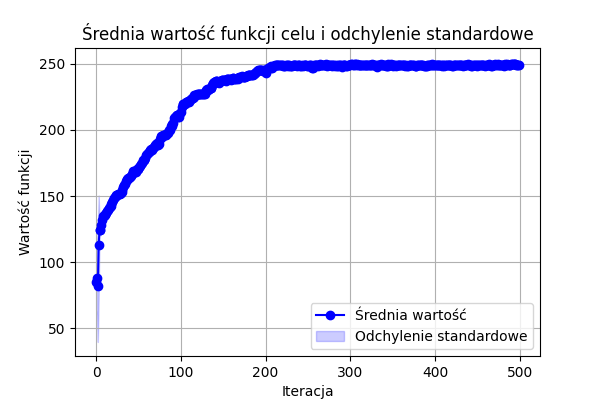 Średnia wartość funkcji celu i odchylenie standardowe
Wartość funkcji
250
200
150
100
50
0 100 200 300 400 500
Iteracja
Średnia wartość
Odchylenie standardowe